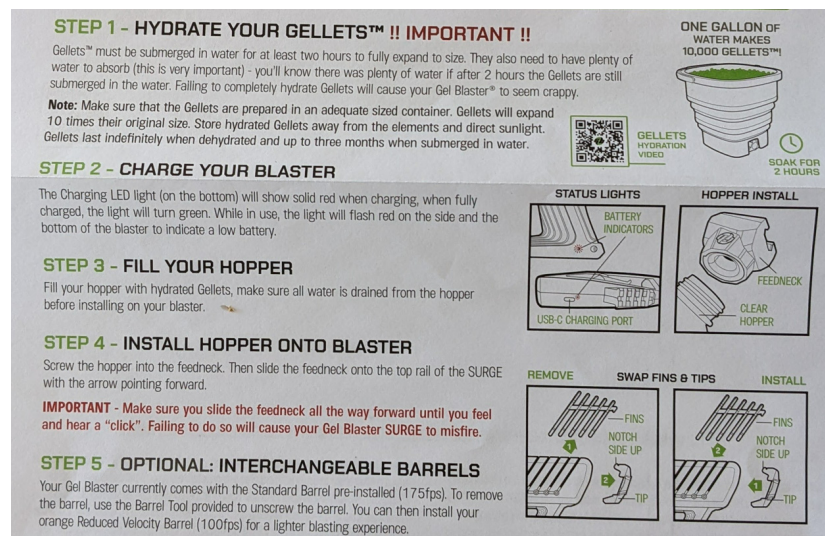 STEP 1 - HYDRATE YOUR GELLETS™ !! IMPORTANT !!
Gellets™ must be submerged in water for at least two hours to fully expand to size. They also need to have plenty of
water to absorb (this is very important) - you'll know there was plenty of water if after 2 hours the Gellets are still
submerged in the water. Failing to completely hydrate Gellets will cause your Gel Blaster® to seem crappy.
Note: Make sure that the Gellets are prepared in an adequate sized container. Gellets will expand
10 times their original size. Store hydrated Gellets away from the elements and direct sunlight.
Gellets last indefinitely when dehydrated and up to three months when submerged in water.
ONE GALLON OF
WATER MAKES
10,000 GELLETS™!
GELLETS
HYDRATION
VIDEO
SOAK FOR
2 HOURS
STEP 2 - CHARGE YOUR BLASTER
The Charging LED light (on the bottom) will show solid red when charging, when fully
charged, the light will turn green. While in use, the light will flash red on the side and the
bottom of the blaster to indicate a low battery.
STATUS LIGHTS
BATTERY
INDICATORS
USB-C CHARGING PORT
HOPPER INSTALL
FEEDNECK
CLEAR
HOPPER
STEP 3 - FILL YOUR HOPPER
Fill your hopper with hydrated Gellets, make sure all water is drained from the hopper
before installing on your blaster.
STEP 4 - INSTALL HOPPER ONTO BLASTER
Screw the hopper into the feedneck. Then slide the feedneck onto the top rail of the SURGE
with the arrow pointing forward.
IMPORTANT - Make sure you slide the feedneck all the way forward until you feel
and hear a "click". Failing to do so will cause your Gel Blaster SURGE to misfire.
REMOVE
SWAP FINS & TIPS
INSTALL
FINS
1
NOTCH
SIDE UP
2
TIP
FINS
2
NOTCH
SIDE UP
1
TIP
STEP 5 - OPTIONAL: INTERCHANGEABLE BARRELS
Your Gel Blaster currently comes with the Standard Barrel pre-installed (175fps). To remove
the barrel, use the Barrel Tool provided to unscrew the barrel. You can then install your
orange Reduced Velocity Barrel (100fps) for a lighter blasting experience.